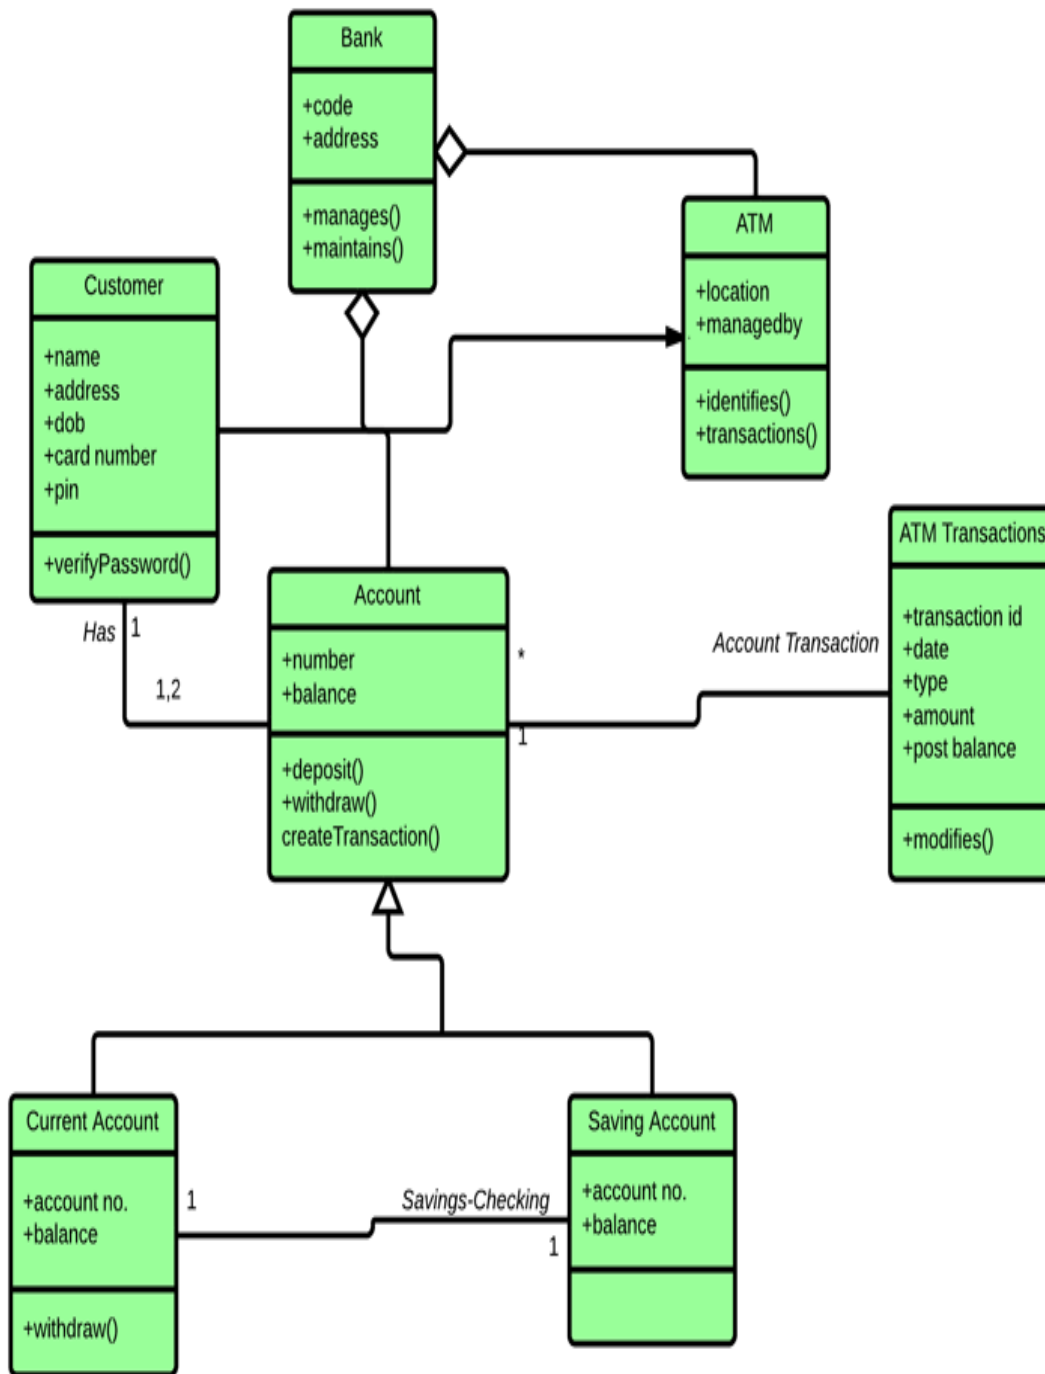 Bank
+code
+address
+manages()
+maintains()
ATM
+location
+managedby
+identifies()
+transactions()
Customer
+name
+address
+dob
+card number
+pin
+verifyPassword()
Has
1
1,2
Account
+number
+balance
+deposit()
+withdraw()
createTransaction()
*
1
Account Transaction
ATM Transactions
+transaction id
+date
+type
+amount
+post balance
+modifies()
Current Account
+account no.
+balance
+withdraw()
1
Savings-Checking
1
Saving Account
+account no.
+balance